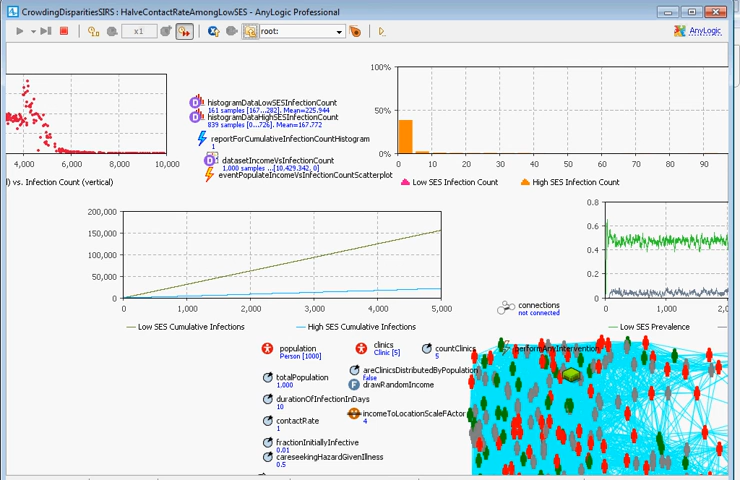 CrowdingDisparitiesSIRS : HalveContactRateAmongLowSES - AnyLogic Professional
x1
root:
AnyLogic
100%
50%
0%
0 10 20 30 40 50 60 70 80 90
Low SES Infection Count
High SES Infection Count
4,000 6,000 8,000 10,000
) vs. Infection Count (vertical)
histogramDataLowSESInfectionCount
161 samples [167...282]. Mean=225.944
histogramDataHighSESInfectionCount
839 samples [0...726]. Mean=167.772
reportForCumulativeInfectionCountHistogram
1
datasetIncomeVsInfectionCount
1,000 samples ...[10,429.342, 0]
eventPopulateIncomeVsInfectionCountScatterplot
200,000
150,000
100,000
50,000
0
0 1,000 2,000 3,000 4,000 5,000
Low SES Cumulative Infections
High SES Cumulative Infections
0.8
0.6
0.4
0.2
0
0 1,000 2,00
Low SES Prevalence
connections
not connected
population
Person [1000]
clinics
Clinic [5]
countClinics
5
performAnyIntervention
areClinicsDistributedByPopulation
false
totalPopulation
1,000
drawRandomIncome
durationOfInfectionInDays
10
incomeToLocationScaleFActor
4
contactRate
1
fractionInitiallyInfective
0.01
careseekingHazardGivenIllness
0.5